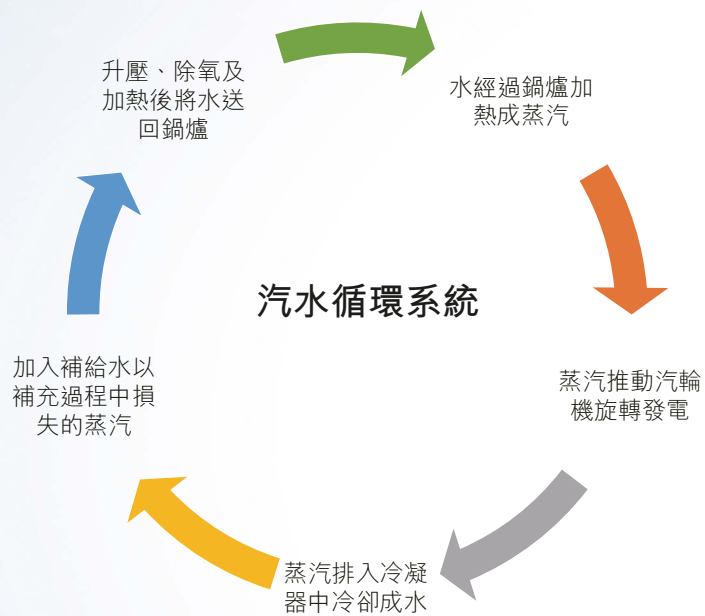 升壓、除氧及
加熱後將水送
回鍋爐
水經過鍋爐加
熱成蒸汽
汽水循環系統
加入補給水以
補充過程中損
失的蒸汽
蒸汽推動汽輪
機旋轉發電
蒸汽排入冷凝
器中冷卻成水